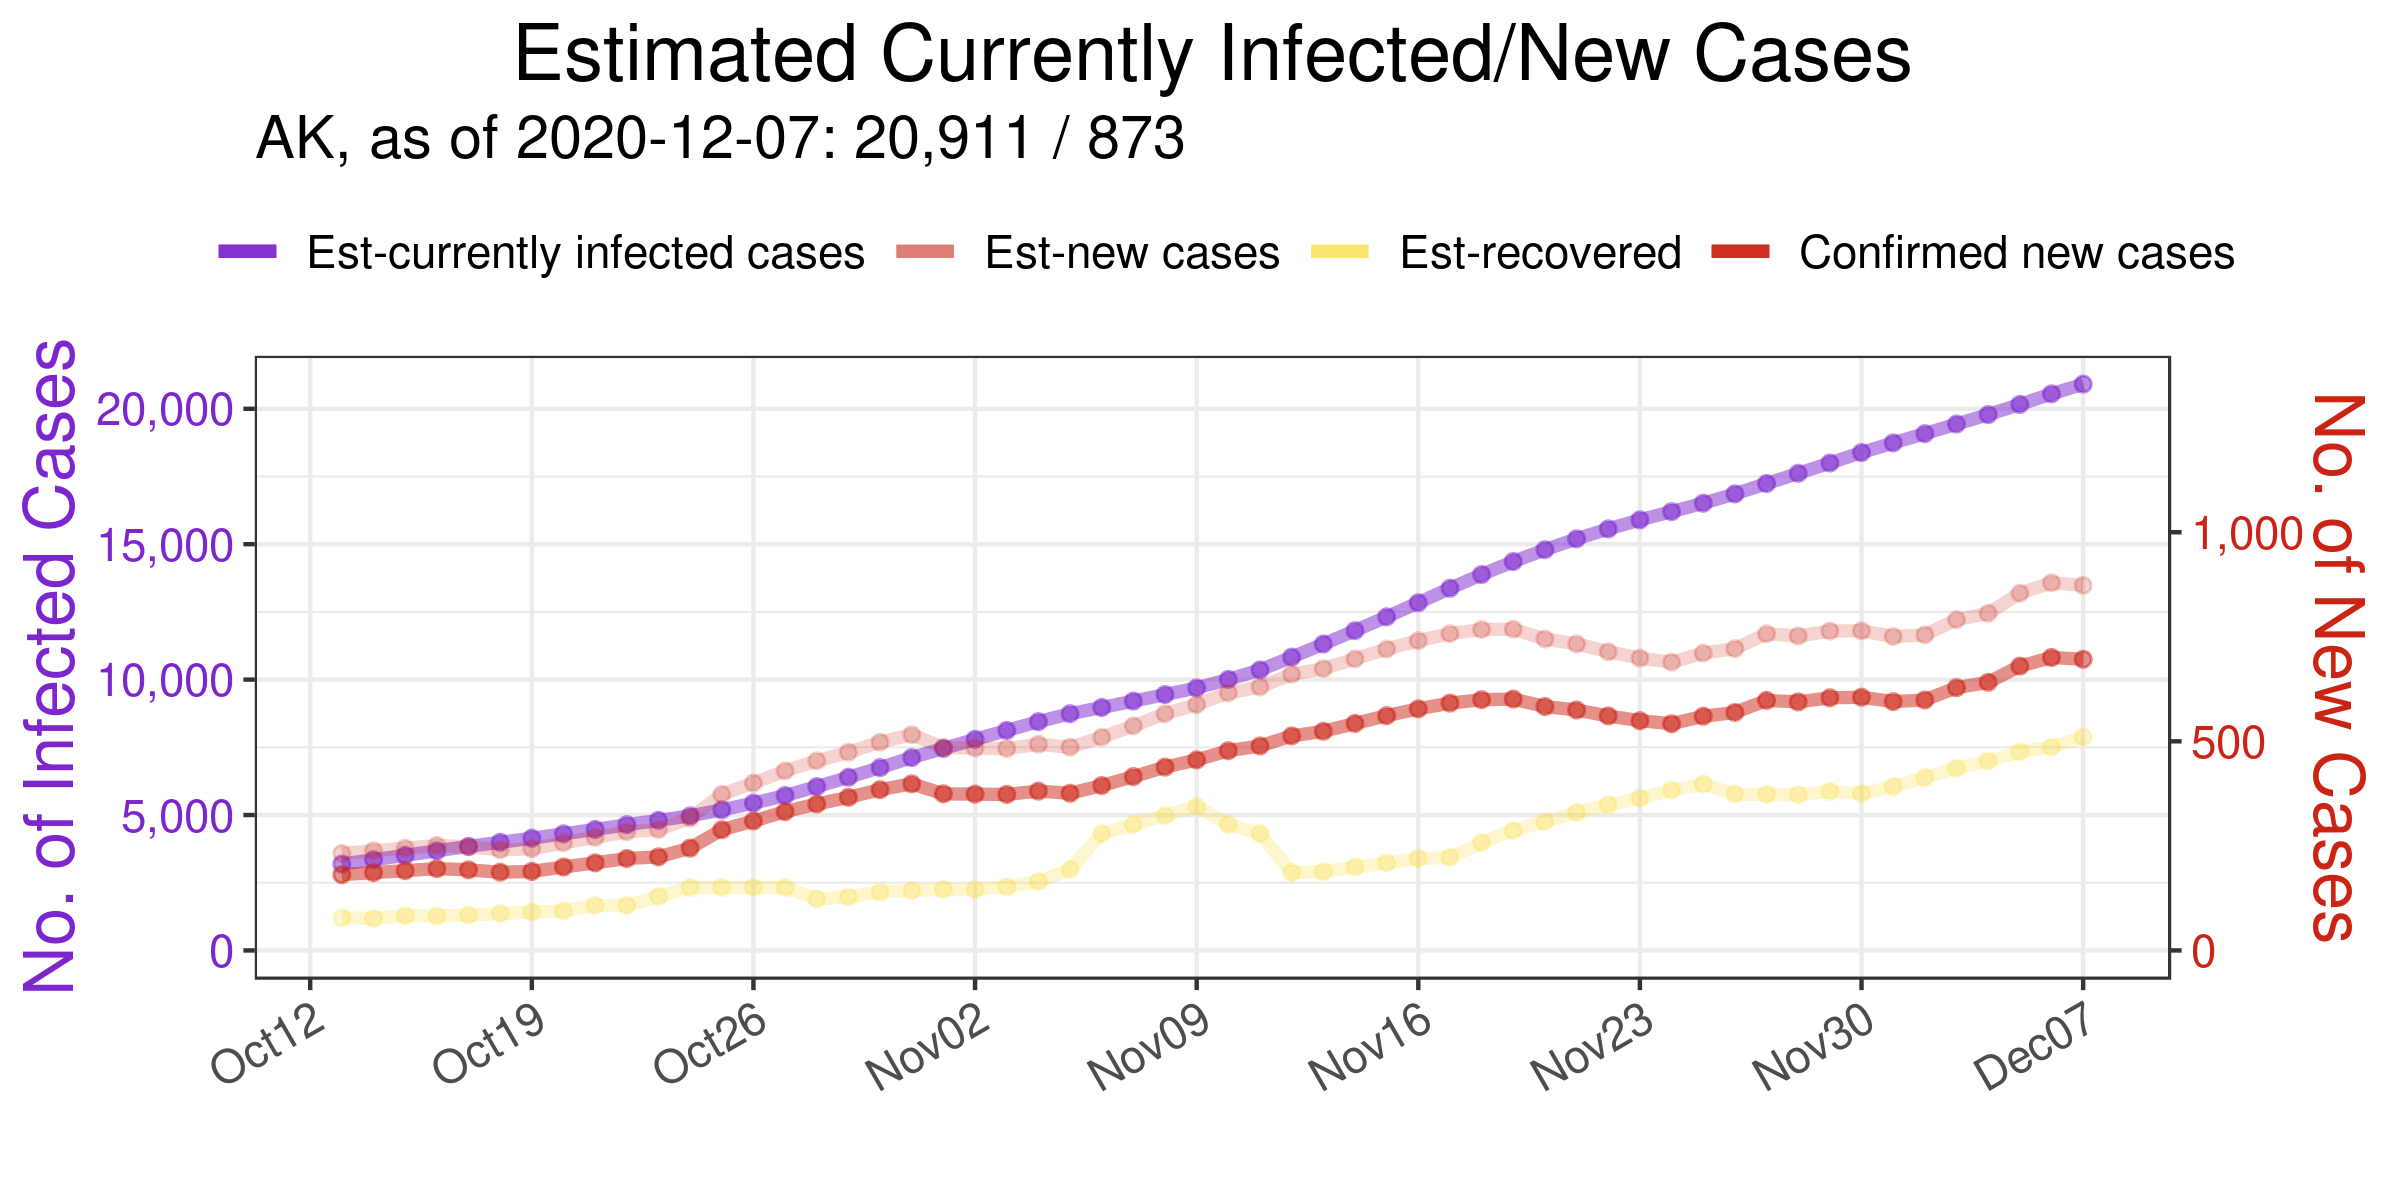 Estimated Currently Infected/New Cases
AK, as of 2020-12-07: 20,911 / 873
Est-currently infected cases Est-new cases Est-recovered Confirmed new cases
No. of Infected Cases
20,000
15,000
10,000
5,000
0
1,000
500
0
No. of New Cases
Oct12 Oct19 Oct26 Nov02 Nov09 Nov16 Nov23 Nov30 Dec07